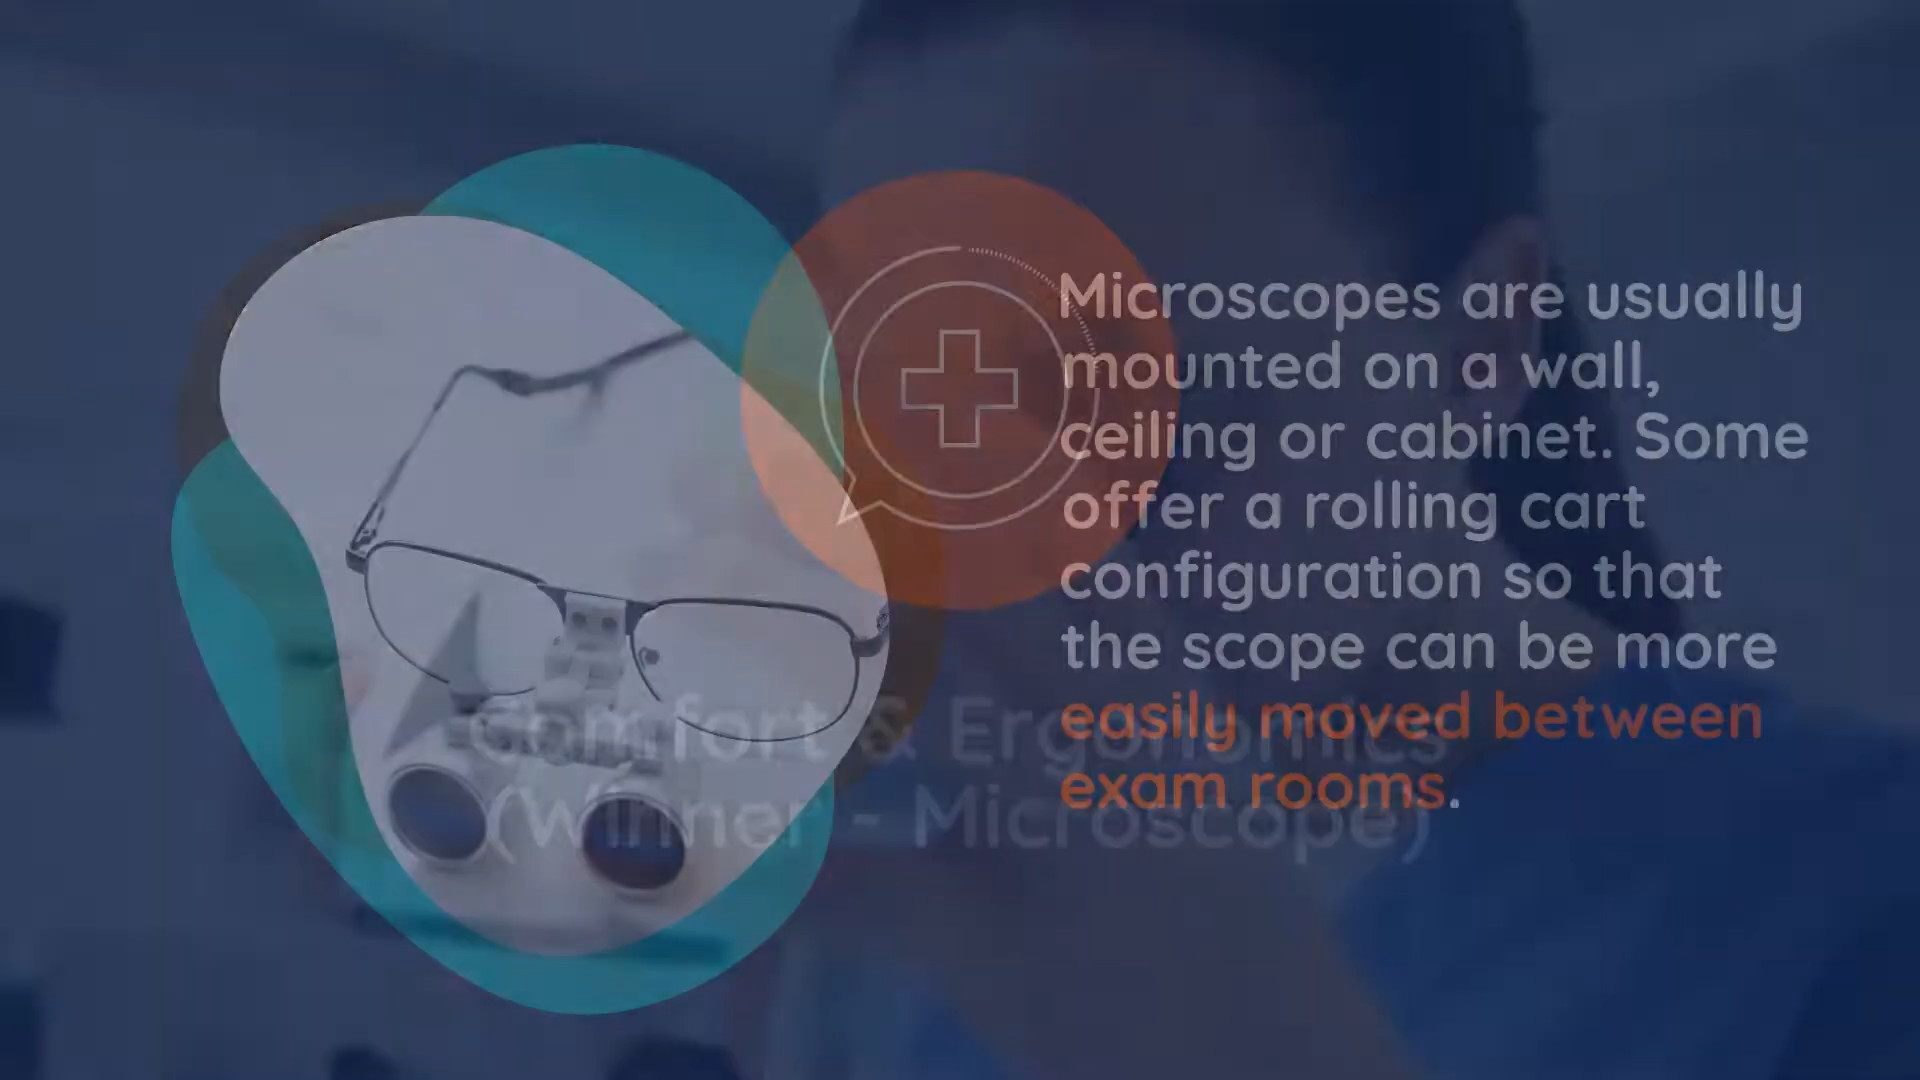 Microscopes are usually
mounted on a wall,
ceiling or cabinet. Some
offer a rolling cart
configuration so that
the scope can be more
easily moved between
exam rooms.
Comfort & Ergonomics
(Winner - Microscope)